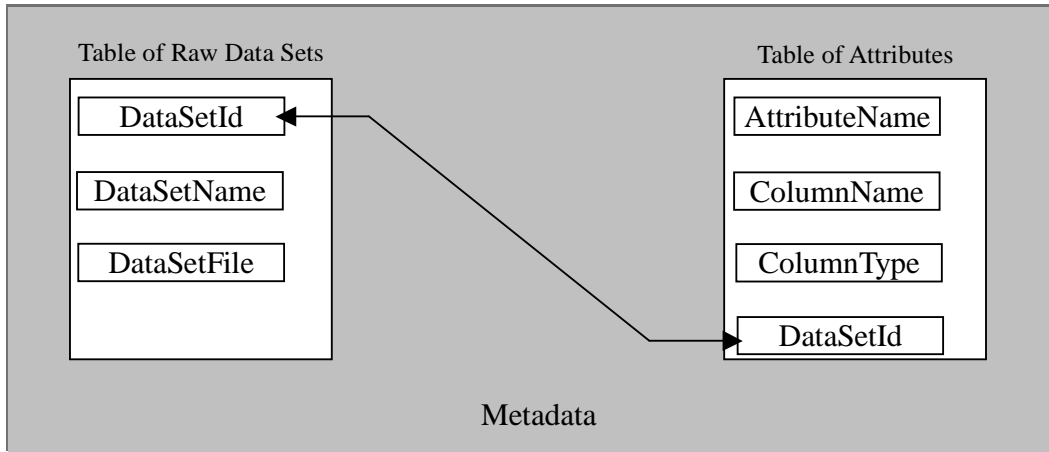 Table of Raw Data Sets
DataSetId
DataSetName
DataSetFile
Table of Attributes
AttributeName
ColumnName
ColumnType
DataSetId
Metadata